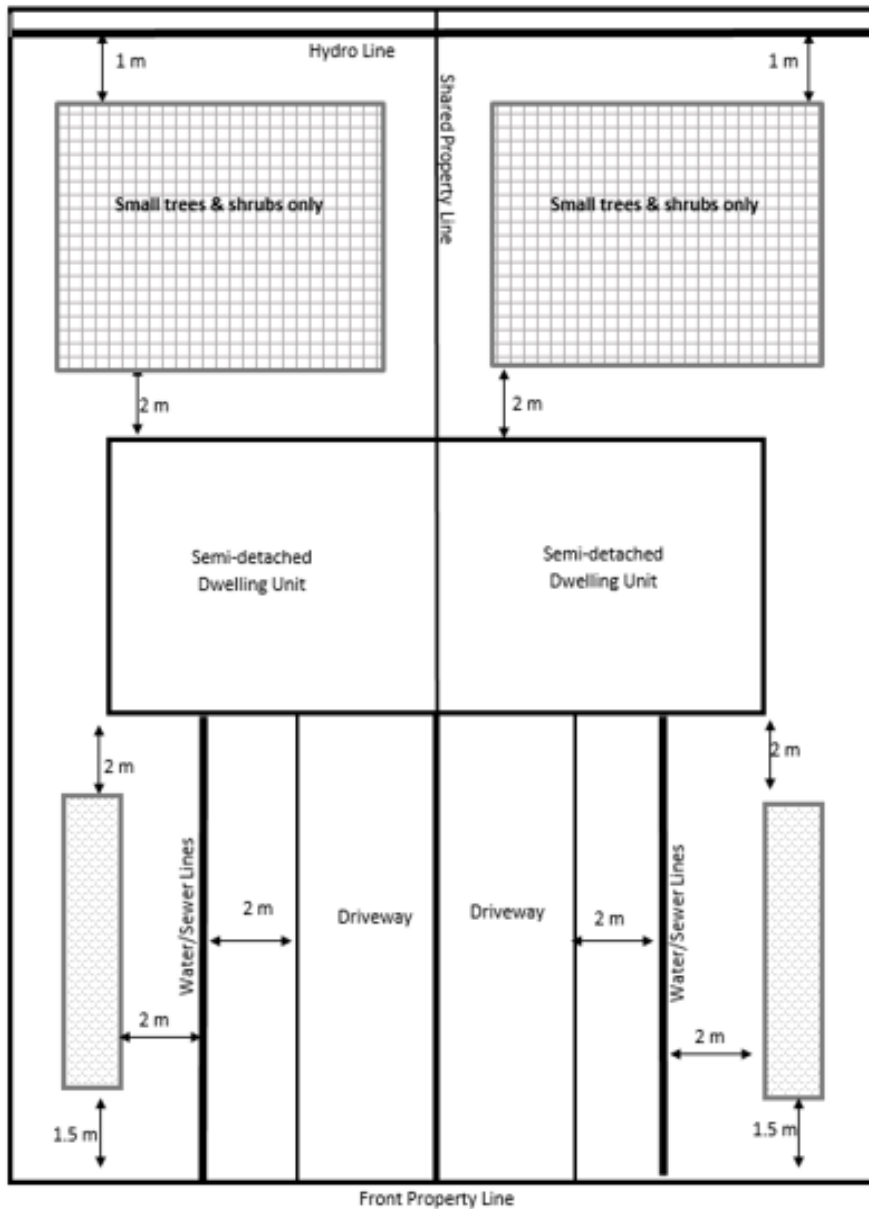 Hydro Line
1 m
1 m
Shared Property Line
Small trees & shrubs only
Small trees & shrubs only
2 m
2 m
Semi-detached
Dwelling Unit
Semi-detached
Dwelling Unit
2 m
2 m
Water/Sewer Lines
2 m
Driveway
Driveway
2 m
Water/Sewer Lines
2 m
2 m
1.5 m
1.5 m
Front Property Line